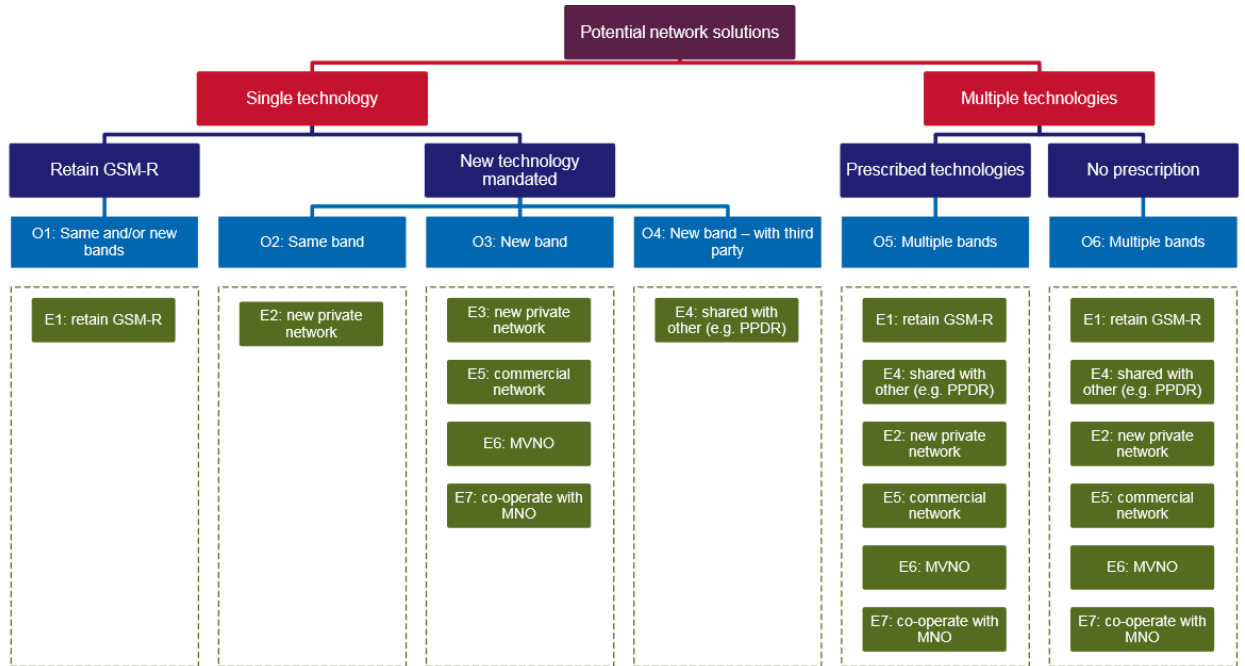 Potential network solutions
Single technology
Multiple technologies
Retain GSM-R
New technology
mandated
Prescribed technologies
No prescription
O1: Same and/or new
bands
O2: Same band
O3: New band
O4: New band – with third
party
O5: Multiple bands
O6: Multiple bands
E1: retain GSM-R
E2: new private
network
E3: new private
network
E5: commercial
network
E6: MVNO
E7: co-operate with
MNO
E4: shared with
other (e.g. PPDR)
E1: retain GSM-R
E4: shared with
other (e.g. PPDR)
E2: new private
network
E5: commercial
network
E6: MVNO
E7: co-operate with
MNO
E1: retain GSM-R
E4: shared with
other (e.g. PPDR)
E2: new private
network
E5: commercial
network
E6: MVNO
E7: co-operate with
MNO